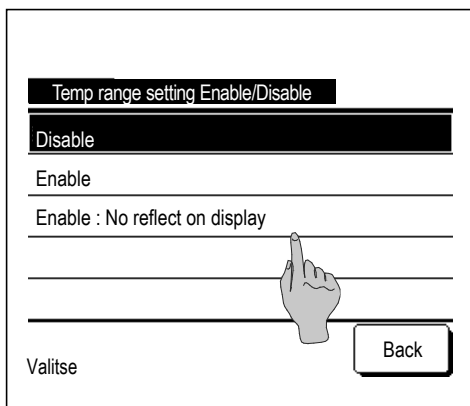 Temp range setting Enable/Disable
Disable
Enable
Enable : No reflect on display
Back
Valitse